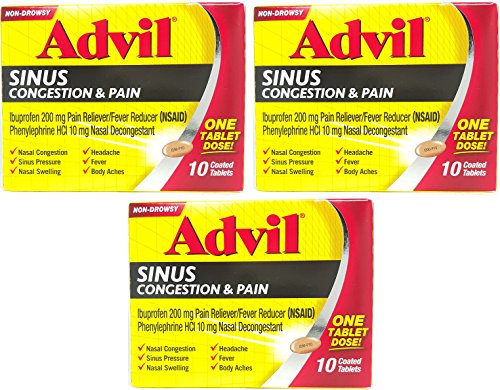 NON-DROWSY
Advil®
SINUS
CONGESTION & PAIN
Ibuprofen 200 mg Pain Reliever/Fever Reducer (NSAID)
Phenylephrine HCl 10 mg Nasal Decongestant
✓ Nasal Congestion ✓ Headache
✓ Sinus Pressure ✓ Fever
✓ Nasal Swelling ✓ Body Aches
ONE
TABLET
DOSE!
10 Coated Tablets
NON-DROWSY
Advil®
SINUS
CONGESTION & PAIN
Ibuprofen 200 mg Pain Reliever/Fever Reducer (NSAID)
Phenylephrine HCl 10 mg Nasal Decongestant
✓ Nasal Congestion ✓ Headache
✓ Sinus Pressure ✓ Fever
✓ Nasal Swelling ✓ Body Aches
ONE
TABLET
DOSE!
10 Coated Tablets
NON-DROWSY
Advil®
SINUS
CONGESTION & PAIN
Ibuprofen 200 mg Pain Reliever/Fever Reducer (NSAID)
Phenylephrine HCl 10 mg Nasal Decongestant
✓ Nasal Congestion ✓ Headache
✓ Sinus Pressure ✓ Fever
✓ Nasal Swelling ✓ Body Aches
ONE
TABLET
DOSE!
10 Coated Tablets